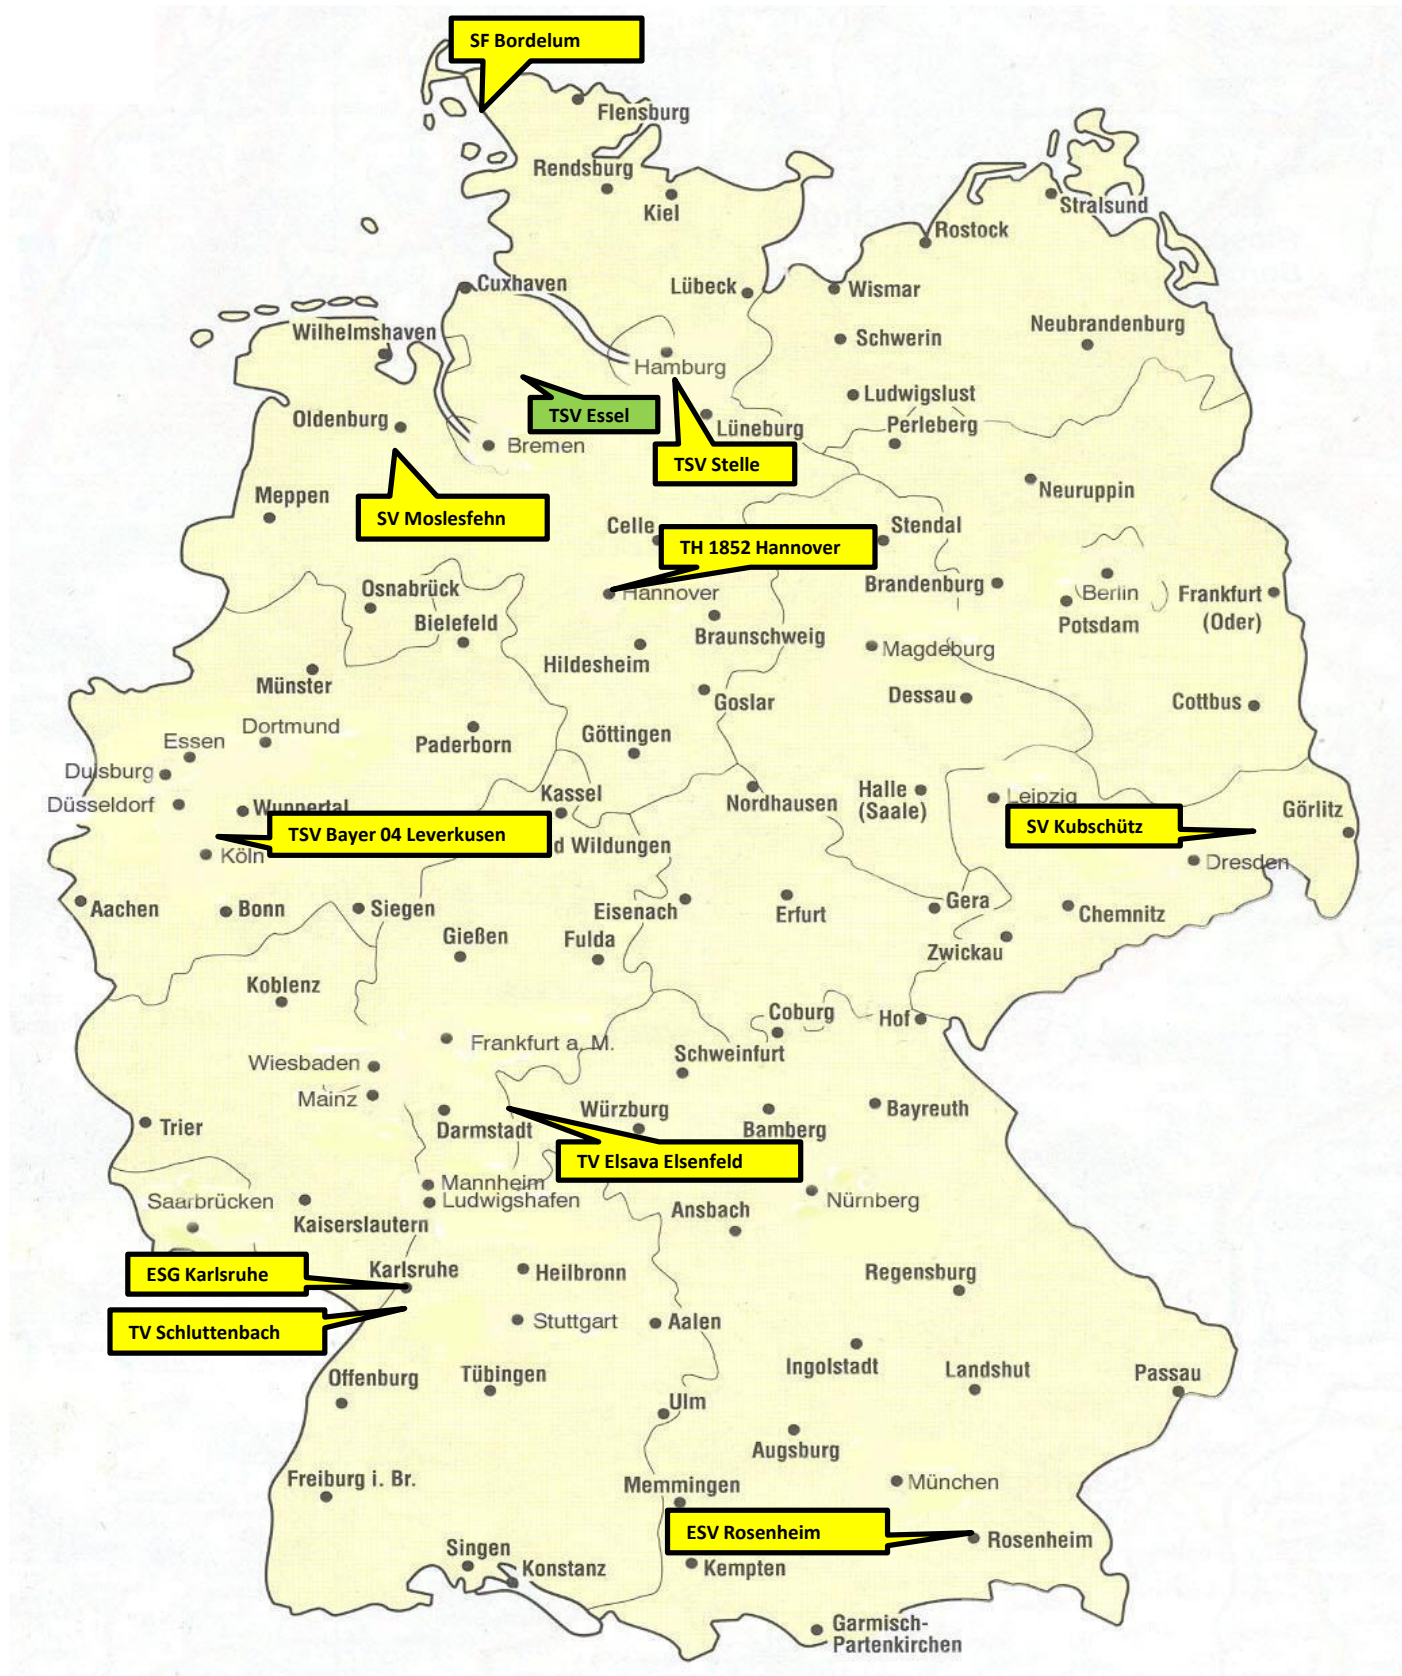 SF Bordelum
Flensburg
Rendsburg
Kiel
Stralsund
Rostock
Cuxhaven
Lübeck
Wismar
Wilhelmshaven
Neubrandenburg
Schwerin
Hamburg
Ludwigslust
TSV Essel
Oldenburg
Lüneburg
Perleberg
Bremen
TSV Stelle
Meppen
Neuruppin
SV Moslesfehn
Celle
Stendal
TH 1852 Hannover
Osnabrück
Hannover
Brandenburg
Berlin
Frankfurt
(Oder)
Bielefeld
Braunschweig
Potsdam
Hildesheim
Magdeburg
Münster
Goslar
Dessau
Cottbus
Dortmund
Essen
Paderborn
Göttingen
Duisburg
Düsseldorf
Wuppertal
Kassel
Nordhausen
Halle
(Saale)
Leipzig
Görlitz
SV Kubschütz
TSV Bayer 04 Leverkusen
d Wildungen
Köln
Dresden
Aachen
Bonn
Siegen
Eisenach
Erfurt
Gera
Chemnitz
Gießen
Fulda
Zwickau
Koblenz
Coburg
Hof
Frankfurt a. M.
Schweinfurt
Wiesbaden
Mainz
Würzburg
Bayreuth
Trier
Darmstadt
Bamberg
TV Elsava Elsenfeld
Mannheim
Saarbrücken
Ludwigshafen
Nürnberg
Kaiserslautern
Ansbach
ESG Karlsruhe
Karlsruhe
Heilbronn
Regensburg
TV Schluttenbach
Stuttgart
Aalen
Ingolstadt
Landshut
Passau
Offenburg
Tübingen
Ulm
Augsburg
Freiburg i. Br.
Memmingen
München
ESV Rosenheim
Rosenheim
Singen
Konstanz
Kempten
Garmisch-
Partenkirchen